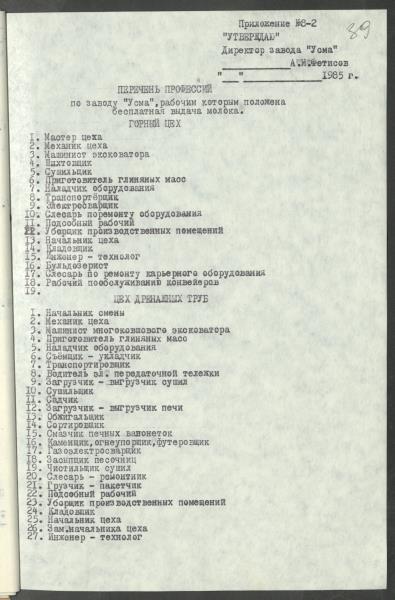 Приложение №8-2
89
"УТВЕРЖДАЮ"
Директор завода "Усма"
А.И.Фетисов
"___"____________1985 г.
ПЕРЕЧЕНЬ ПРОФЕССИЙ
по заводу "Усма", рабочим которым положена
бесплатная выдача молока.
ГОРНЫЙ ЦЕХ
1. Мастер цеха
2. Механик цеха
3. Машинист эксковатора
4. Шихтовщик
5. Сушильщик
6. Приготовитель глиняных масс
7. Наладчик оборудования
8. Транспортёрщик
9. Электросварщик
10. Слесарь поремонту оборудования
11. Подсобный рабочий
12. Уборщик производственных помещений
13. Начальник цеха
14. Кладовщик
15. Инженер - технолог
16. Бульдозерист
17. Слесарь по ремонту карьерного оборудования
18. Рабочий пообслуживанию конвейеров
19.
ЦЕХ ДРЕНАЖНЫХ ТРУБ
1. Начальник смены
2. Механик цеха
3. Машинист многоковшового эксковатора
4. Приготовитель глиняных масс
5. Наладчик оборудования
6. Съёмщик - укладчик
7. Транспортировщик
8. Водитель эл. передаточной тележки
9. Загрузчик - выгрузчик сушил
10. Сушильщик
11. Садчик
12. Загрузчик - выгрузчик печи
13. Обжигальщик
14. Сортировщик
15. Смазчик печных вагонеток
16. Каменщик, огнеупорщик, футеровщик
17. Газоэлектросварщик
18. Засыпщик песочниц
19. Чистильщик сушил
20. Слесарь - ремонтник
21. Грузчик - пакетчик
22. Подсобный рабочий
23. Уборщик производственных помещений
24. Кладовщик
25. Начальник цеха
26. Зам.начальника цеха
27. Инженер - технолог